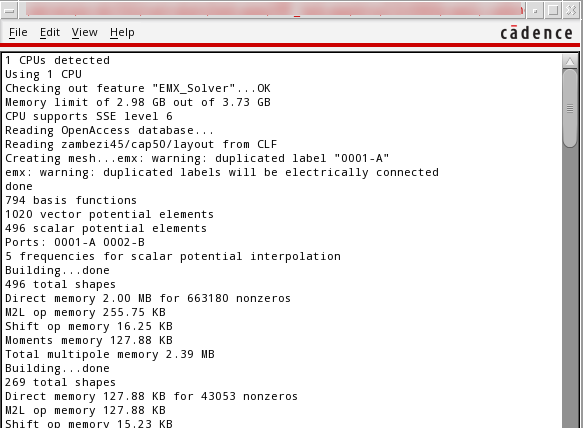 File Edit View Help
cādence
1 CPUs detected
Using 1 CPU
Checking out feature "EMX_Solver"...OK
Memory limit of 2.98 GB out of 3.73 GB
CPU supports SSE level 6
Reading OpenAccess database...
Reading zambezi45/cap50/layout from CLF
Creating mesh...emx: warning: duplicated label "0001-A"
emx: warning: duplicated labels will be electrically connected
done
794 basis functions
1020 vector potential elements
496 scalar potential elements
Ports: 0001-A 0002-B
5 frequencies for scalar potential interpolation
Building...done
496 total shapes
Direct memory 2.00 MB for 663180 nonzeros
M2L op memory 255.75 KB
Shift op memory 16.25 KB
Moments memory 127.88 KB
Total multipole memory 2.39 MB
Building...done
269 total shapes
Direct memory 127.88 KB for 43053 nonzeros
M2L op memory 127.88 KB
Shift op memory 15.23 KB